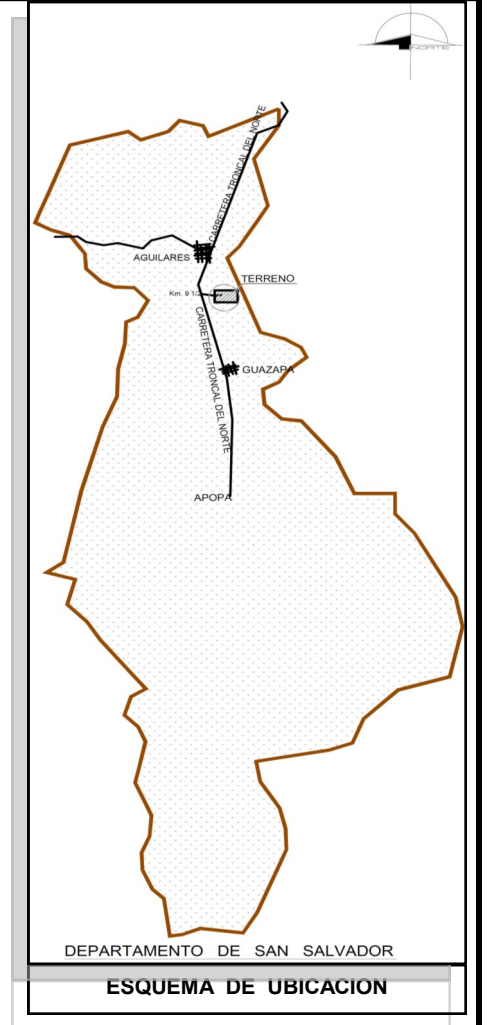 NORTE
CARRETERA TRONCAL DEL NORTE
AGUILARES
TERRENO
Km. 9 1/2
CARRETERA TRONCAL DEL NORTE
GUAZAPA
APOPA
DEPARTAMENTO DE SAN SALVADOR
ESQUEMA DE UBICACION